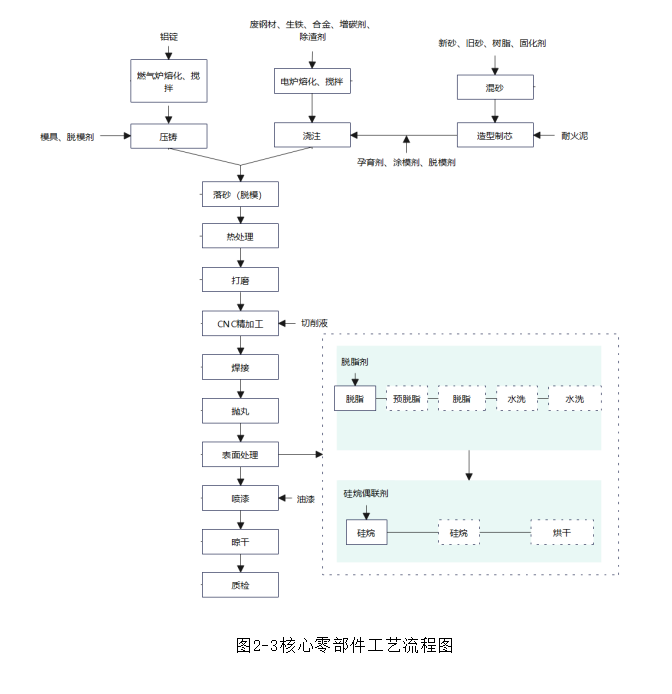 废钢材、生铁、合金、增碳剂、
除渣剂
铝锭
新砂、旧砂、树脂、固化剂
燃气炉熔化、搅
拌
电炉熔化、搅拌
混砂
模具、脱模剂
压铸
浇注
造型制芯
耐火泥
孕育剂、涂模剂、脱模剂
落砂（脱模）
热处理
打磨
CNC精加工
切削液
焊接
抛丸
表面处理
喷漆
油漆
晾干
质检
脱脂剂
脱脂
预脱脂
脱脂
水洗
水洗
硅烷偶联剂
硅烷
硅烷
烘干
图2-3核心零部件工艺流程图